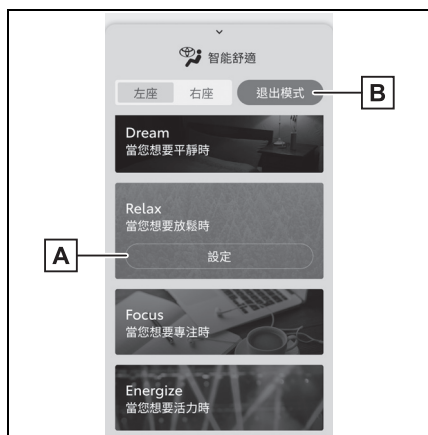 智能舒適
左座 右座 退出模式
B
Dream
當您想要平靜時
Relax
當您想要放鬆時
A
設定
Focus
當您想要專注時
Energize
當您想要活力時